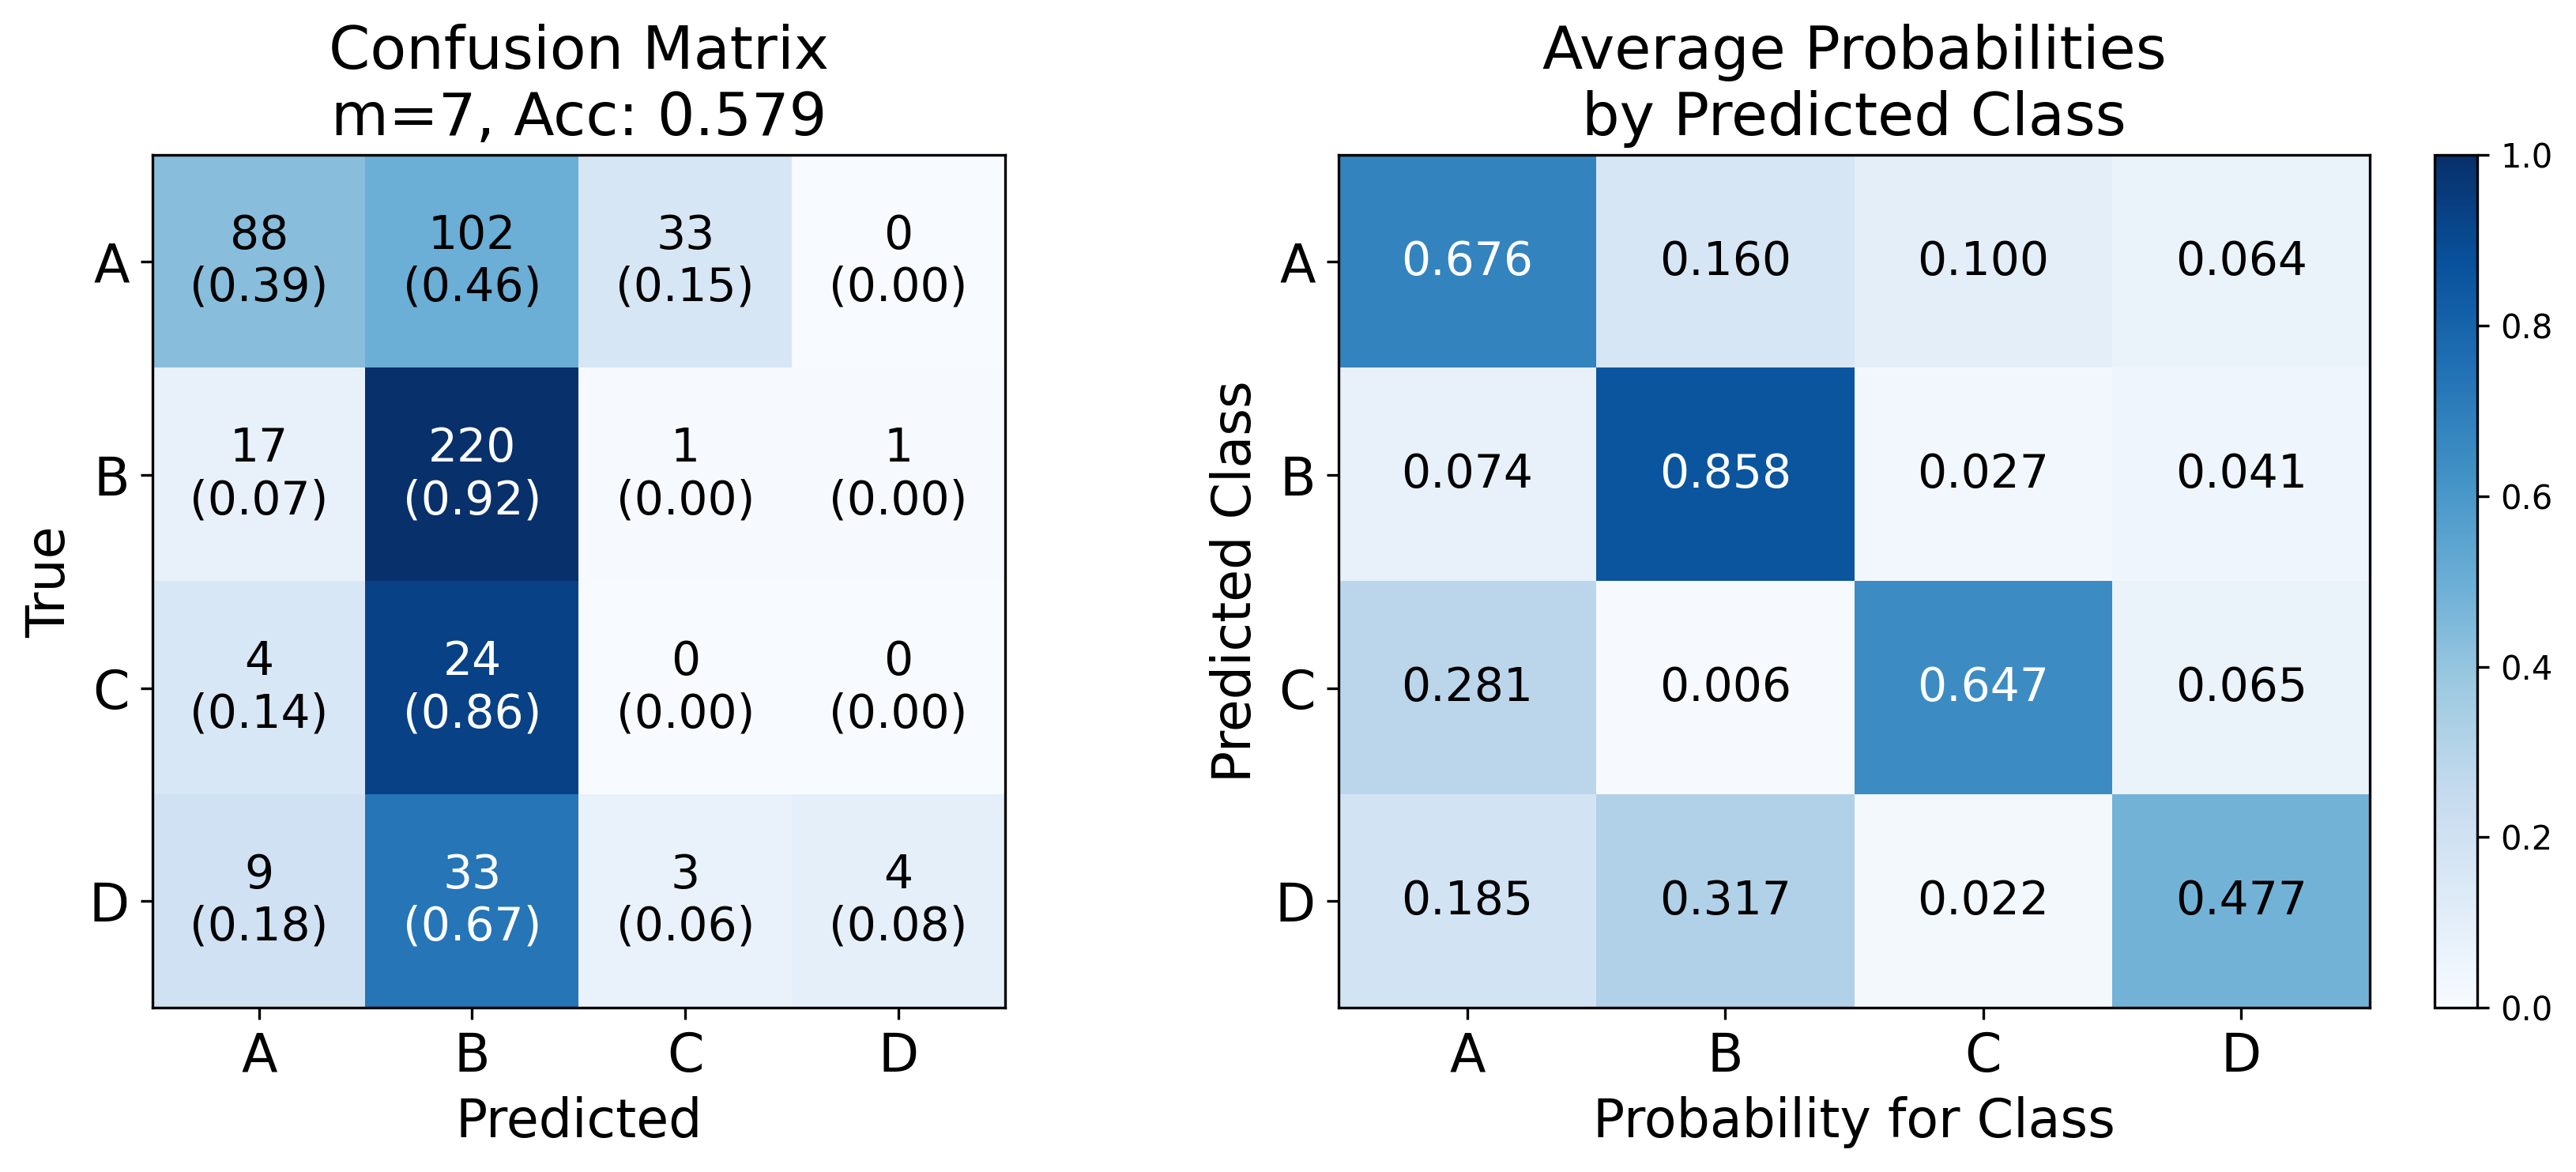 Confusion Matrix
m=7, Acc: 0.579
True
A
88
(0.39)
102
(0.46)
33
(0.15)
0
(0.00)
B
17
(0.07)
220
(0.92)
1
(0.00)
1
(0.00)
C
4
(0.14)
24
(0.86)
0
(0.00)
0
(0.00)
D
9
(0.18)
33
(0.67)
3
(0.06)
4
(0.08)
A B C D
Predicted
Average Probabilities
by Predicted Class
Predicted Class
A 0.676 0.160 0.100 0.064
B 0.074 0.858 0.027 0.041
C 0.281 0.006 0.647 0.065
D 0.185 0.317 0.022 0.477
A B C D
Probability for Class
1.0
0.8
0.6
0.4
0.2
0.0